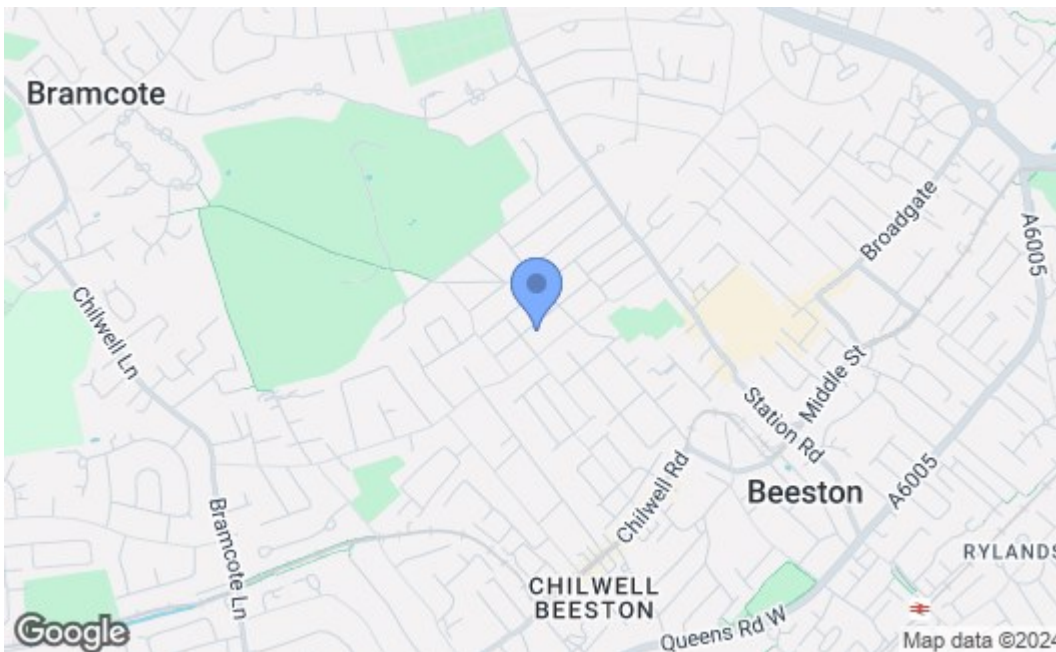 Bramcote
Broadgate
A6005
Chilwell Ln
Middle St
Station Rd
Chilwell Rd
A6005
Beeston
Bramcote Ln
RYLANDS
CHILWELL
BEESTON
Queens Rd W
Google
Map data ©2024